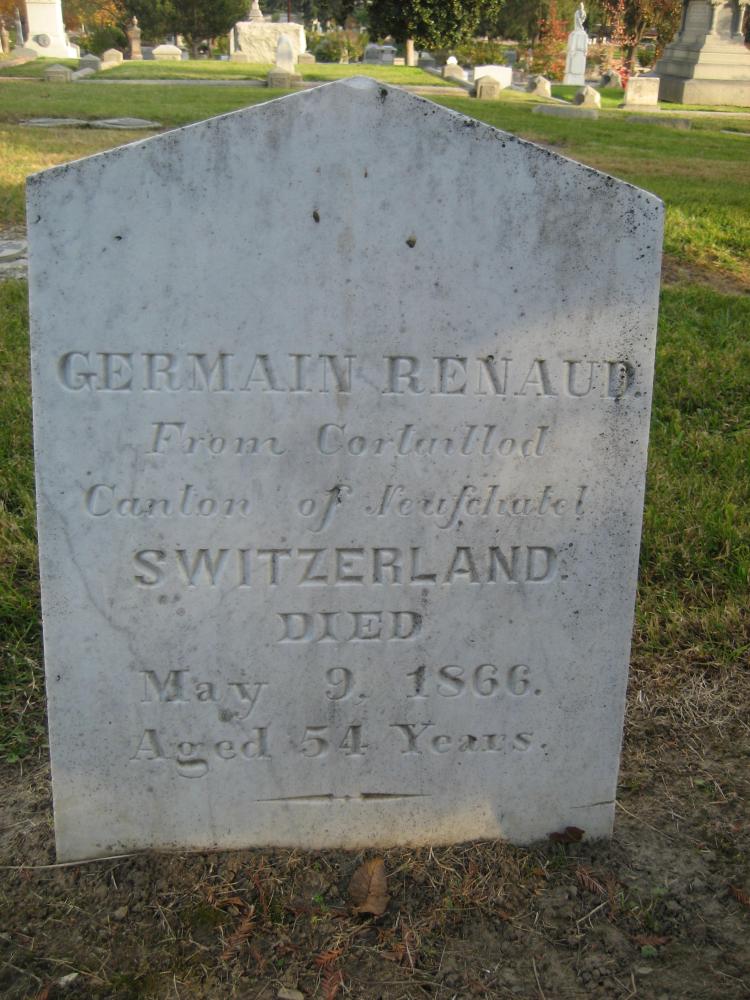 GERMAIN RENAUD.
From Cortaillod
Canton of Neufchatel
SWITZERLAND.
DIED
May 9, 1866.
Aged 54 Years.